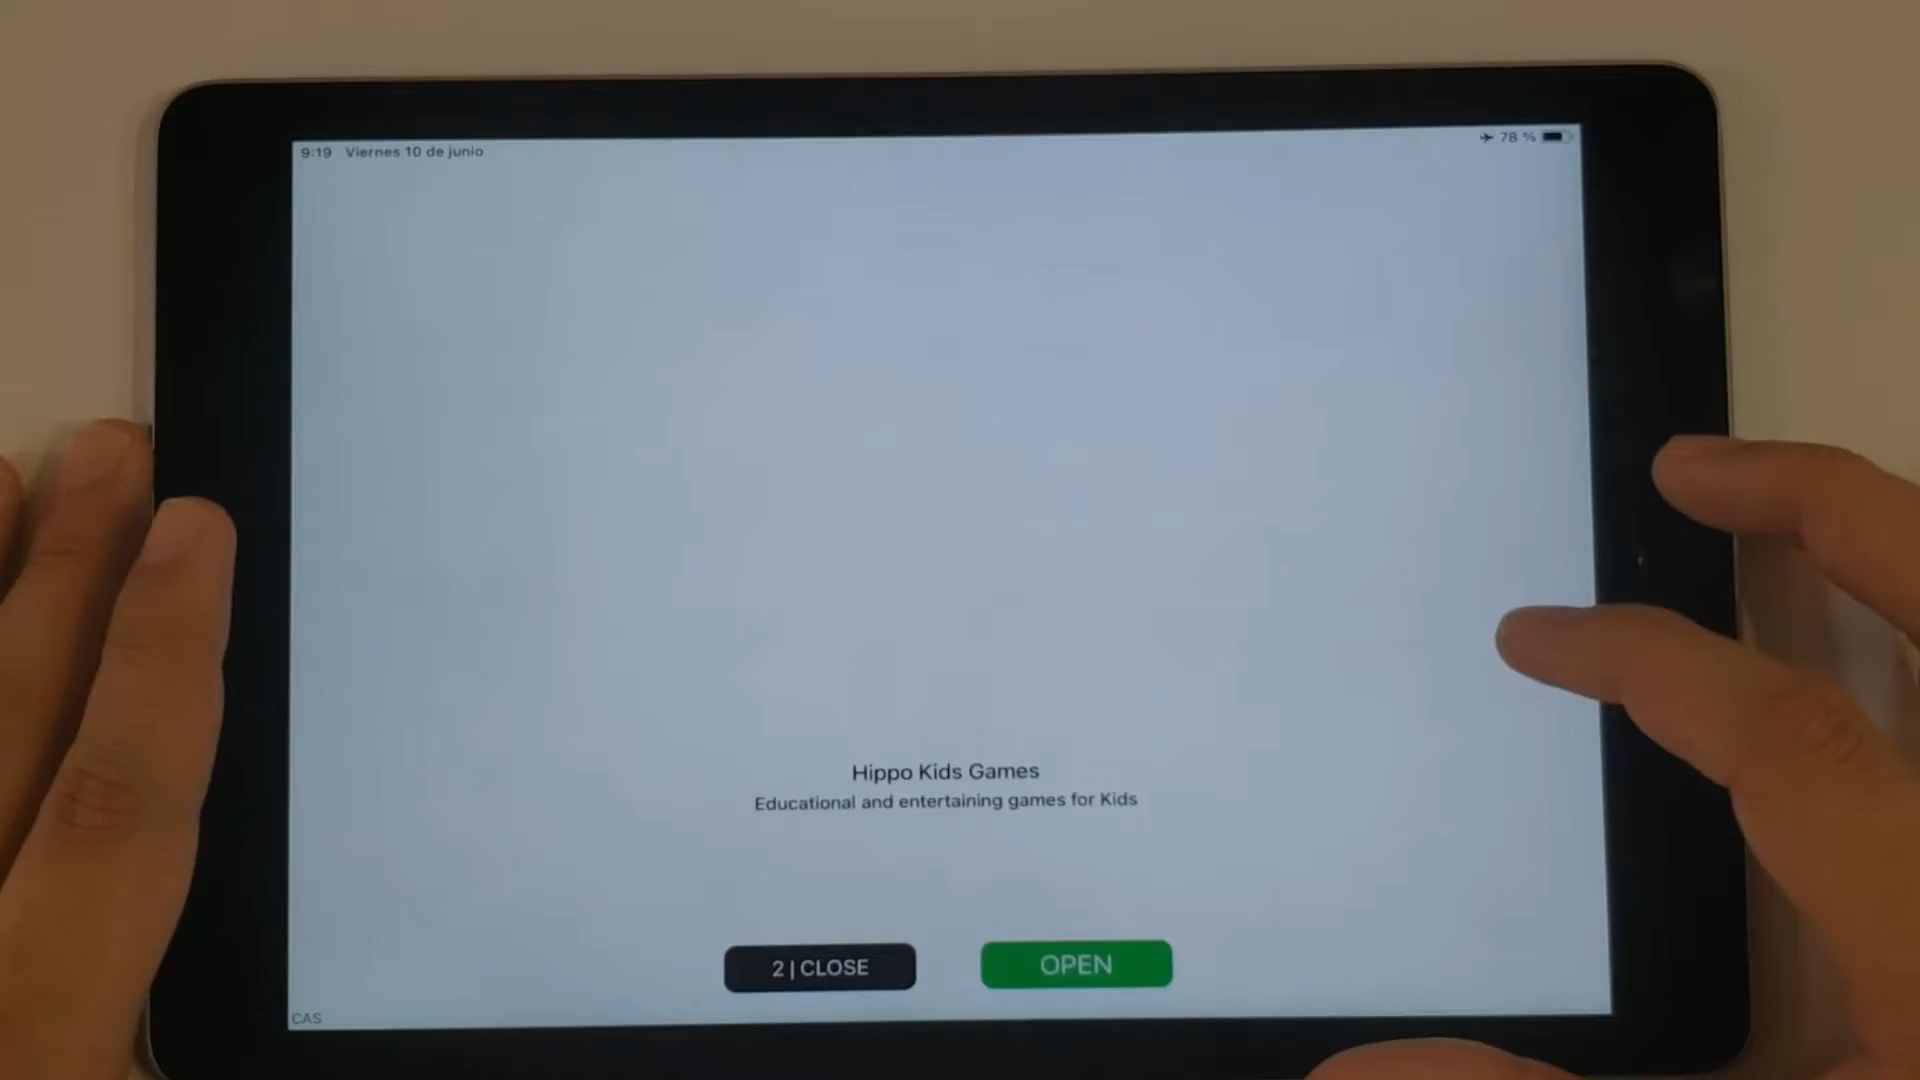 9:19 Viernes 10 de junio
78 %
Hippo Kids Games
Educational and entertaining games for Kids
2 | CLOSE
OPEN
CAS